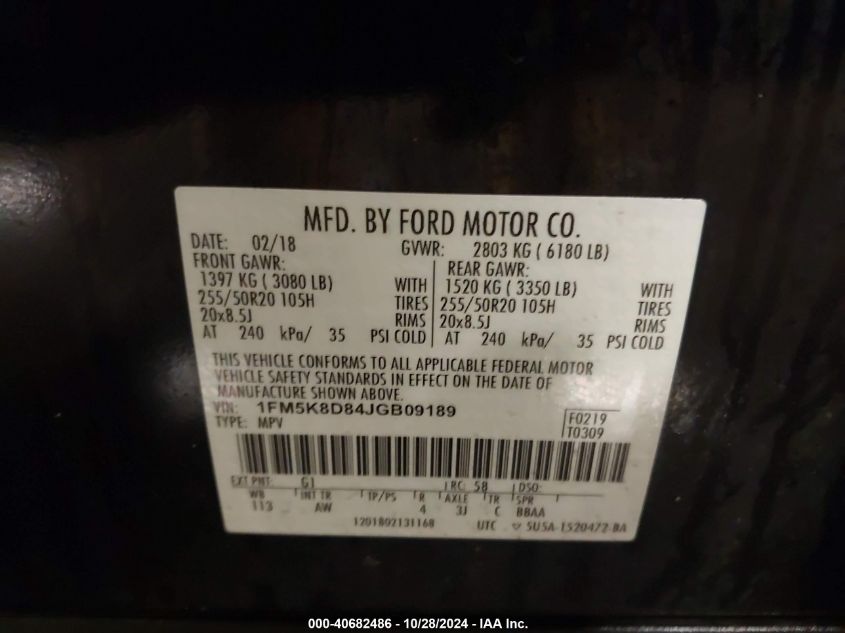 MFD. BY FORD MOTOR CO.
DATE: 02/18 GVWR: 2803 KG ( 6180 LB)
FRONT GAWR: REAR GAWR:
1397 KG ( 3080 LB) WITH 1520 KG ( 3350 LB) WITH
255/50R20 105H TIRES 255/50R20 105H TIRES
20x8.5J RIMS 20x8.5J RIMS
AT 240 kPa/ 35 PSI COLD AT 240 kPa/ 35 PSI COLD
THIS VEHICLE CONFORMS TO ALL APPLICABLE FEDERAL MOTOR
VEHICLE SAFETY STANDARDS IN EFFECT ON THE DATE OF
MANUFACTURE SHOWN ABOVE.
VIN: 1FM5K8D84JGB09189 F0219
TYPE: MPV T0309
EXT PNT: G1 RC: 58 DSO:
WB INT TR TP/PS R AXLE TR SPR
113 AW 4 3J C BBAA
1201802131168 UTC 5U5A-1520472-BA
000-40682486 - 10/28/2024 - IAA Inc.